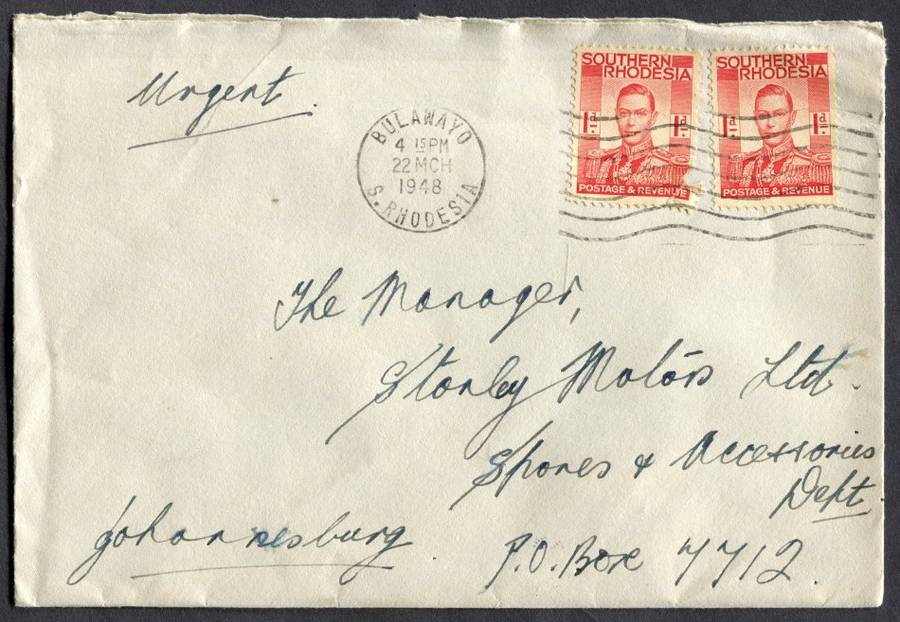 Urgent.
BULAWAYO
4 15 PM
22 MCH
1948
S. RHODESIA
SOUTHERN
RHODESIA
1d. 1d.
POSTAGE & REVENUE
SOUTHERN
RHODESIA
1d. 1d.
POSTAGE & REVENUE
The Manager,
Stanley Motors Ltd.
Spares & Accessories
Dept.
P.O. Box 7712.
Johannesburg.